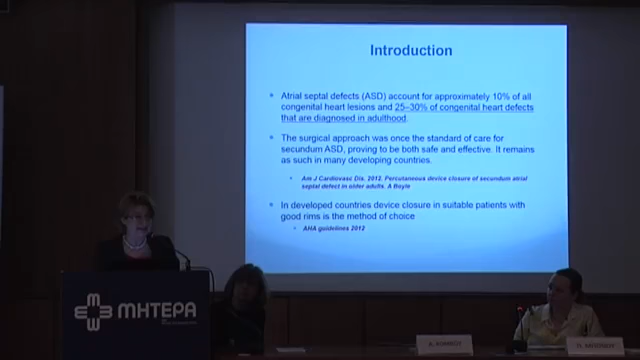 Introduction
Atrial septal defects (ASD) account for approximately 10% of all
congenital heart lesions and 25-30% of congenital heart defects
that are diagnosed in adulthood.
The surgical approach was once the standard of care for
secundum ASD, proving to be both safe and effective. It remains
as such in many developing countries.
Am J Cardiovasc Dis. 2012. Percutaneous device closure of secundum atrial
septal defect in older adults. A Boyle
In developed countries device closure in suitable patients with
good rims is the method of choice
AHA guidelines 2012
ΜΗΤΕΡΑ